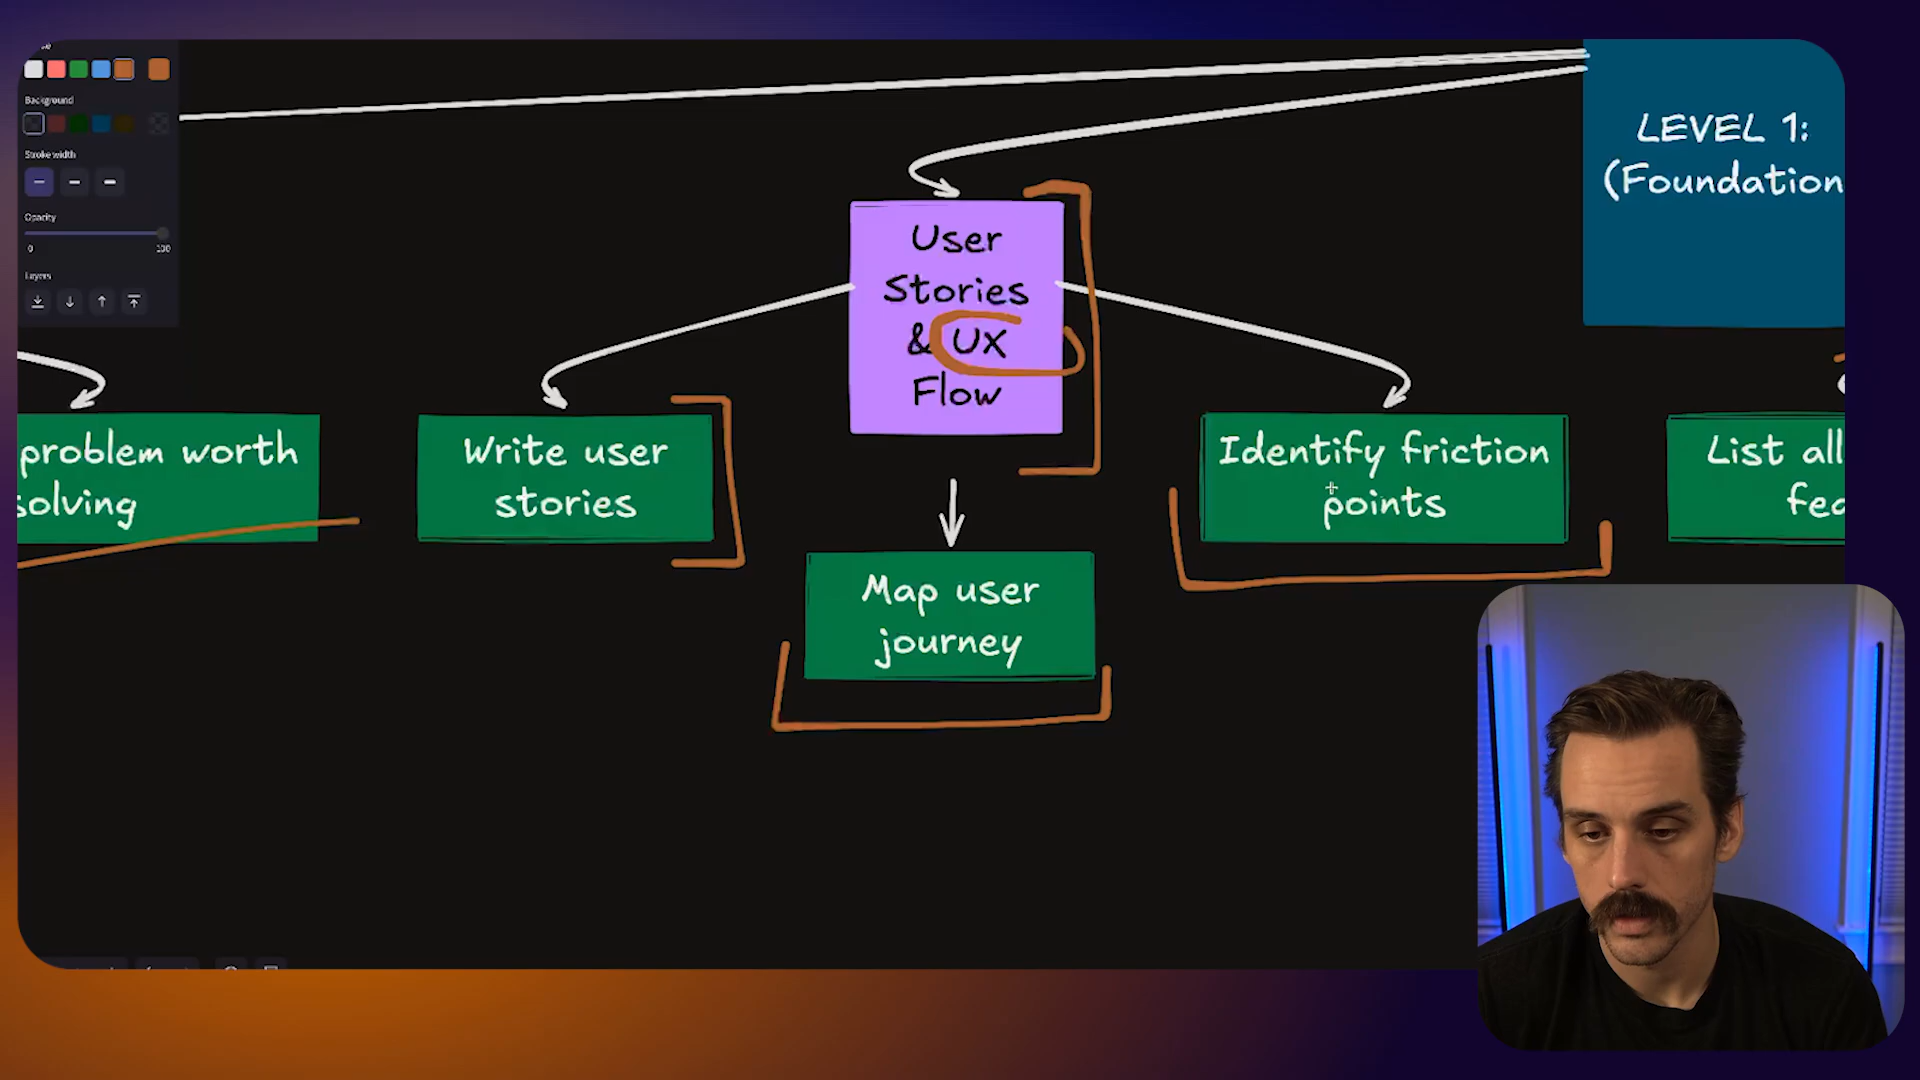 Background
Stroke width
Opacity
0
100
Layers
LEVEL 1:
(Foundation
User
Stories
& UX
Flow
problem worth
solving
Write user
stories
Identify friction
points
List all
Map user
journey